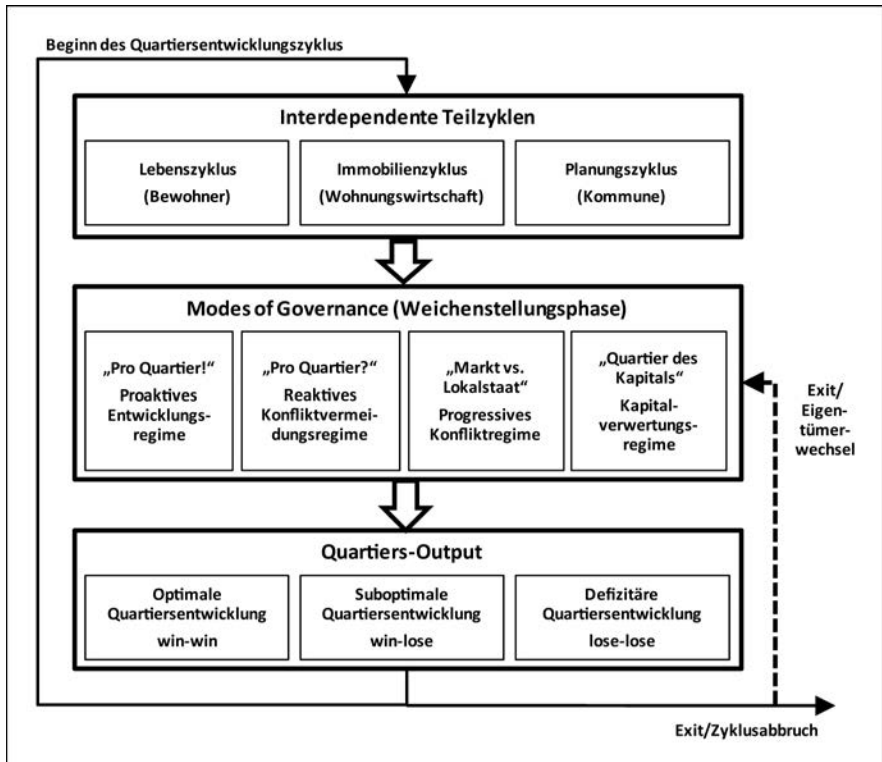 Beginn des Quartiersentwicklungszyklus
Interdependente Teilzyklen
Lebenszyklus
(Bewohner)
Immobilienzyklus
(Wohnungswirtschaft)
Planungszyklus
(Kommune)
Modes of Governance (Weichenstellungsphase)
„Pro Quartier!“
Proaktives
Entwicklungs-
regime
„Pro Quartier?“
Reaktives
Konfliktvermei-
dungsregime
„Markt vs.
Lokalstaat“
Progressives
Konfliktregime
„Quartier des
Kapitals“
Kapital-
verwertungs-
regime
Exit/
Eigen-
tümer-
wechsel
Quartiers-Output
Optimale
Quartiersentwicklung
win-win
Suboptimale
Quartiersentwicklung
win-lose
Defizitäre
Quartiersentwicklung
lose-lose
Exit/Zyklusabbruch